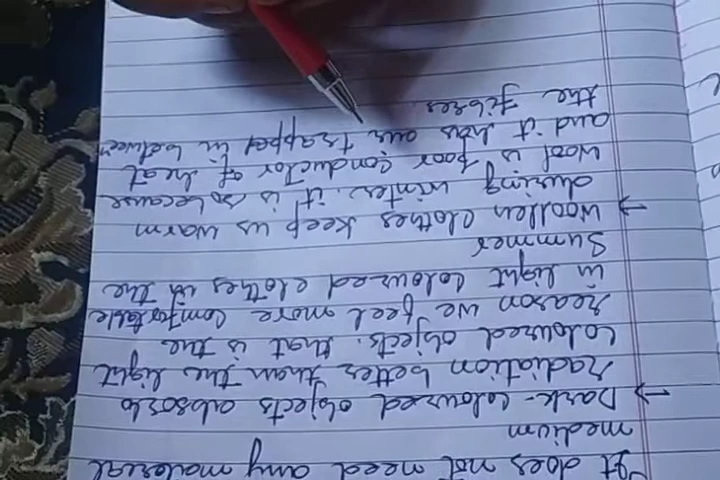 It does not need any material
medium
→ Dark-coloured objects absorb
radiation better than the light
coloured objects. that is the
reason we feel more comfortable
in light coloured clothes in the
Summer
→ Woollen clothes keep us warm
during winter. it is so because
wool is poor conductor of heat
and it has air trapped in between
the fibres.